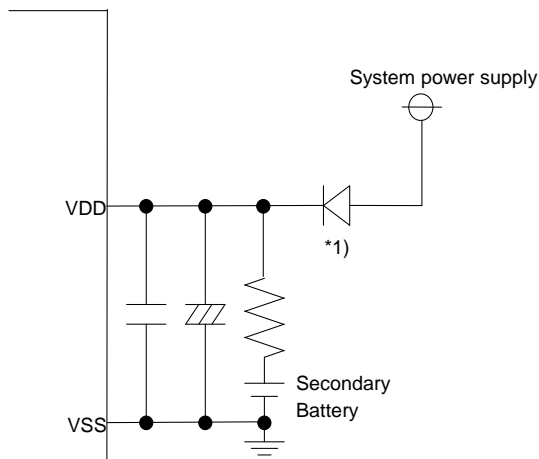 System power supply
VDD
*1)
Secondary
Battery
VSS